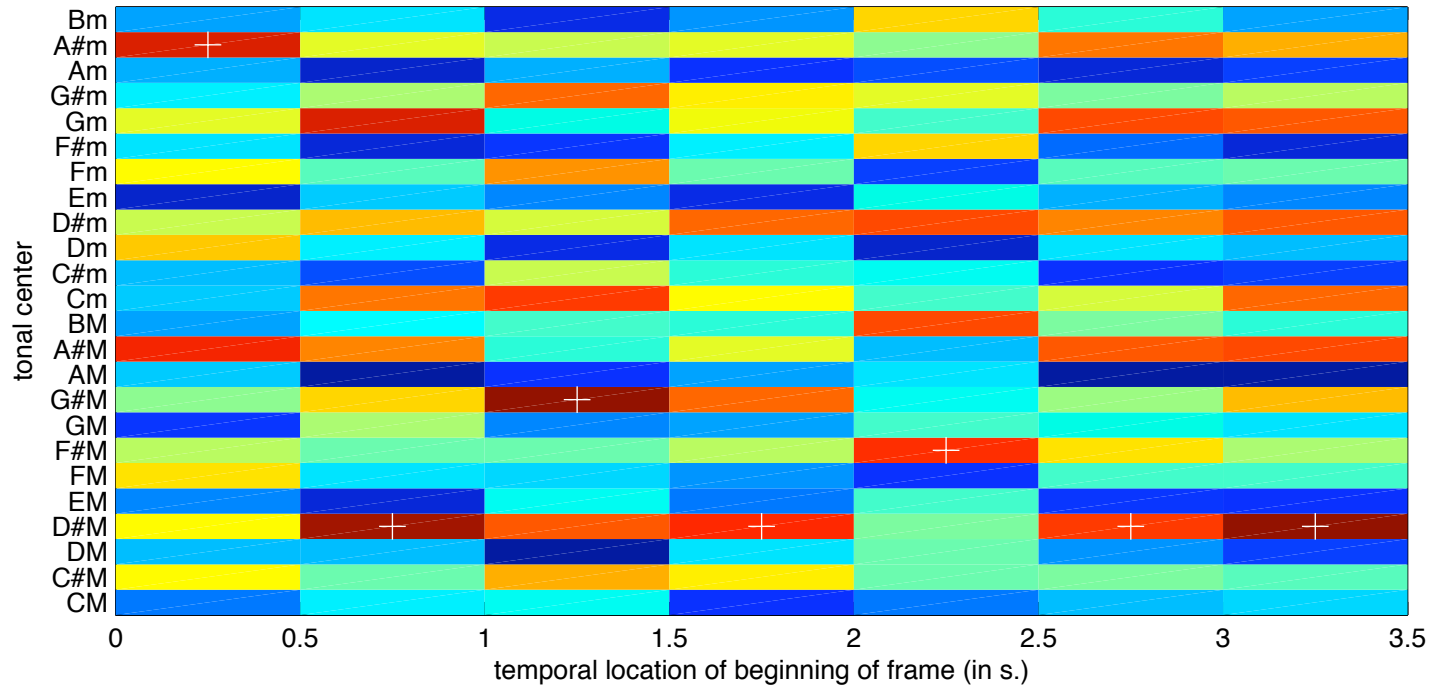 Bm
A#m
Am
G#m
Gm
F#m
Fm
Em
D#m
Dm
C#m
Cm
BM
A#M
AM
G#M
GM
F#M
FM
EM
D#M
DM
C#M
CM
tonal center
0 0.5 1 1.5 2 2.5 3 3.5
temporal location of beginning of frame (in s.)